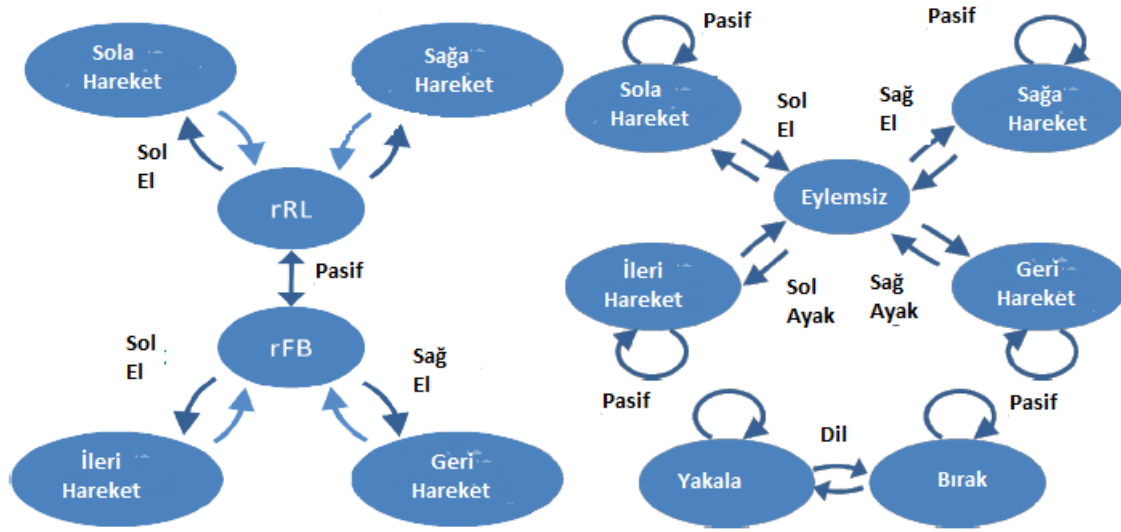 Sola
Hareket
Sağa
Hareket
Sol
El
rRL
Pasif
rFB
Sol
El
Sağ
El
İleri
Hareket
Geri
Hareket
Pasif
Pasif
Sola
Hareket
Sol
El
Sağ
El
Sağa
Hareket
Eylemsiz
İleri
Hareket
Sol
Ayak
Sağ
Ayak
Geri
Hareket
Pasif
Pasif
Dil
Yakala
Bırak